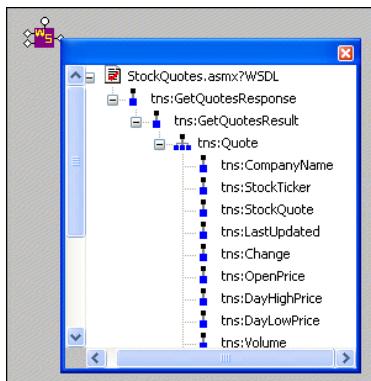 WS
StockQuotes.asmx?WSDL
tns:GetQuotesResponse
tns:GetQuotesResult
tns:Quote
tns:CompanyName
tns:StockTicker
tns:StockQuote
tns:LastUpdated
tns:Change
tns:OpenPrice
tns:DayHighPrice
tns:DayLowPrice
tns:Volume